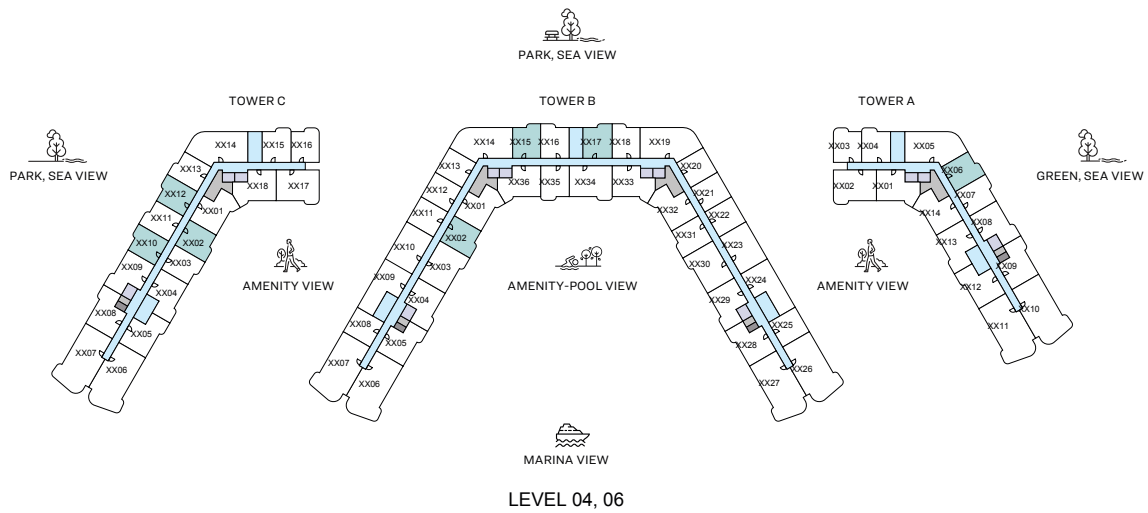 PARK, SEA VIEW
TOWER C
TOWER B
TOWER A
PARK, SEA VIEW
GREEN, SEA VIEW
XX14
XX15
XX16
XX13
XX12
XX11
XX10
XX09
XX08
XX07
XX06
XX05
XX04
XX03
XX02
XX01
XX18
XX17
AMENITY VIEW
XX14
XX15
XX16
XX17
XX18
XX19
XX13
XX12
XX11
XX10
XX09
XX08
XX07
XX06
XX05
XX04
XX03
XX02
XX01
XX36
XX35
XX34
XX33
XX32
XX31
XX30
XX29
XX28
XX27
XX20
XX21
XX22
XX23
XX24
XX25
XX26
AMENITY-POOL VIEW
XX03
XX04
XX05
XX02
XX01
XX06
XX07
XX08
XX09
XX10
XX14
XX13
XX12
XX11
AMENITY VIEW
MARINA VIEW
LEVEL 04, 06